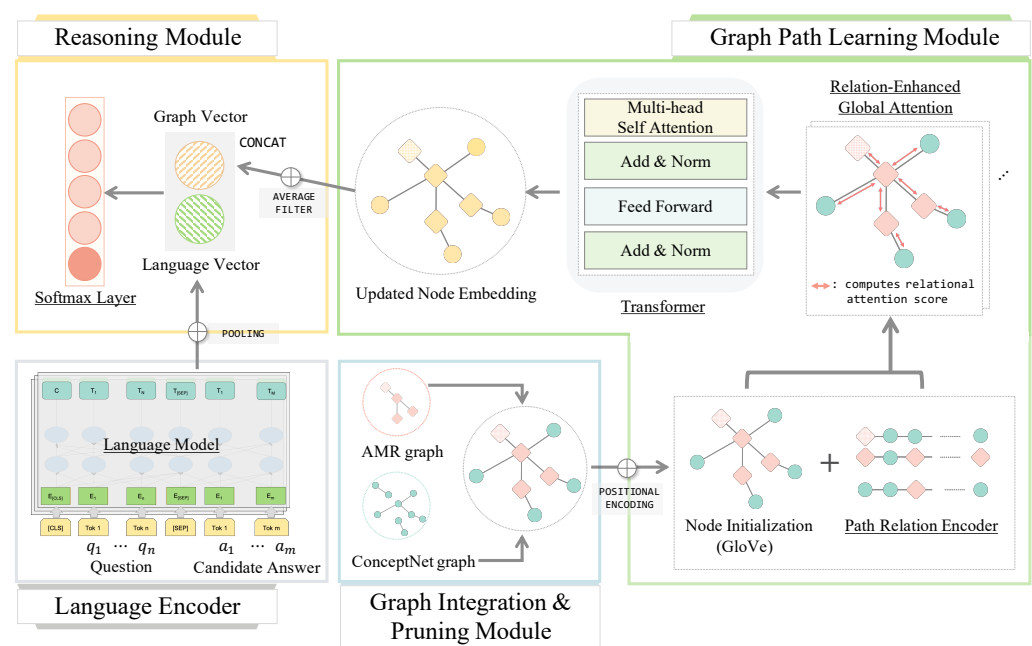 Reasoning Module
Graph Path Learning Module
Graph Vector
CONCAT
Language Vector
Softmax Layer
AVERAGE
FILTER
POOLING
Updated Node Embedding
Multi-head
Self Attention
Add & Norm
Feed Forward
Add & Norm
Transformer
Relation-Enhanced
Global Attention
: computes relational
attention score
C T1 TN T[SEP] T1 TM
Language Model
E[CLS] E1 En E[SEP] E1 Em
[CLS] Tok 1 Tok n [SEP] Tok 1 Tok m
q1 ⋯ qn a1 ⋯ am
Question Candidate Answer
Language Encoder
AMR graph
ConceptNet graph
POSITIONAL
ENCODING
Graph Integration &
Pruning Module
+
Node Initialization
(GloVe)
Path Relation Encoder